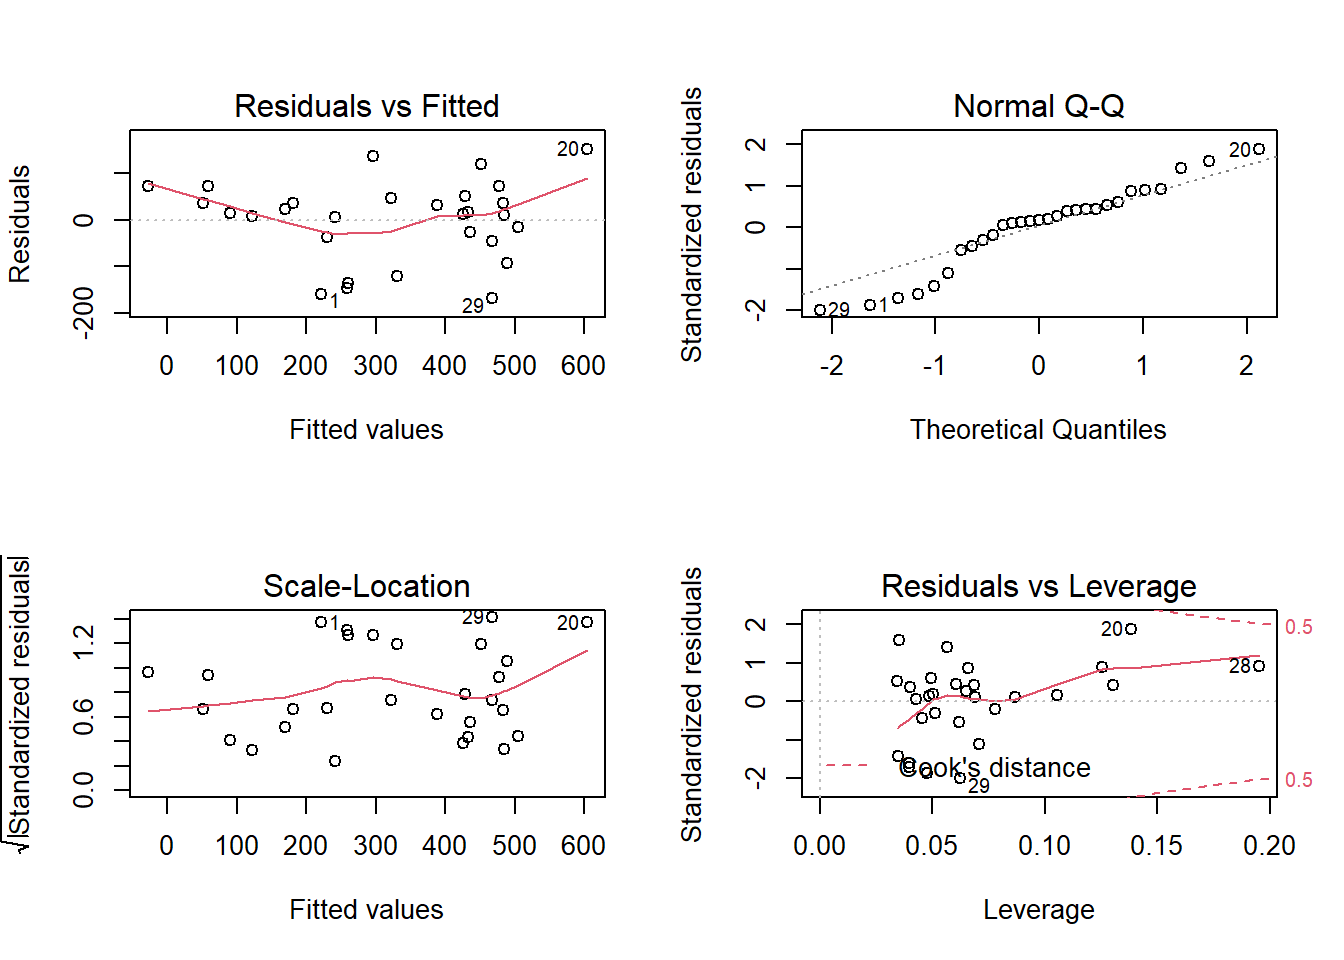 Residuals vs Fitted
Residuals
0
-200
20
1
29
0 100 200 300 400 500 600
Fitted values
Normal Q-Q
Standardized residuals
2
1
0
-2
20
29
1
-2 -1 0 1 2
Theoretical Quantiles
Scale-Location
√|Standardized residuals|
1.2
0.6
0.0
1
29
20
0 100 200 300 400 500 600
Fitted values
Residuals vs Leverage
Standardized residuals
2
1
0
-2
20
28
29
0.5
0.5
Cook's distance
0.00 0.05 0.10 0.15 0.20
Leverage